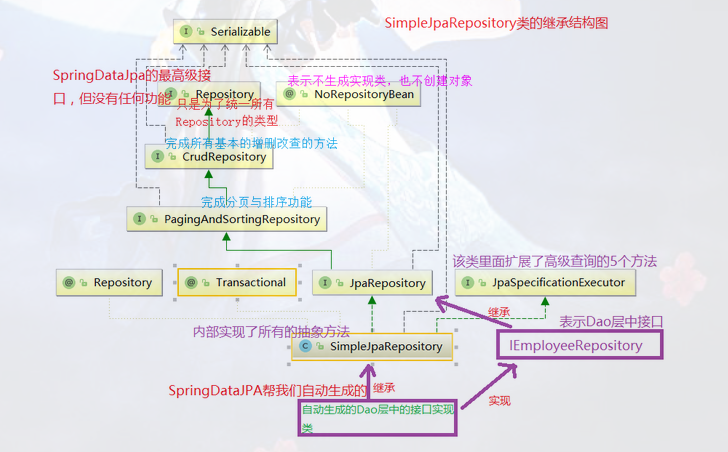 SimpleJpaRepository类的继承结构图
Serializable
SpringDataJpa的最高级接
口，但没有任何功能
表示不生成实现类，也不创建对象
Repository
NoRepositoryBean
只是为了统一所有
Repository的类型
完成所有基本的增删改查的方法
CrudRepository
完成分页与排序功能
PagingAndSortingRepository
该类里面扩展了高级查询的5个方法
Repository
Transactional
JpaRepository
JpaSpecificationExecutor
继承
表示Dao层中接口
内部实现了所有的抽象方法
SimpleJpaRepository
IEmployeeRepository
SpringDataJPA帮我们自动生成的
继承
自动生成的Dao层中的接口实现
类
实现